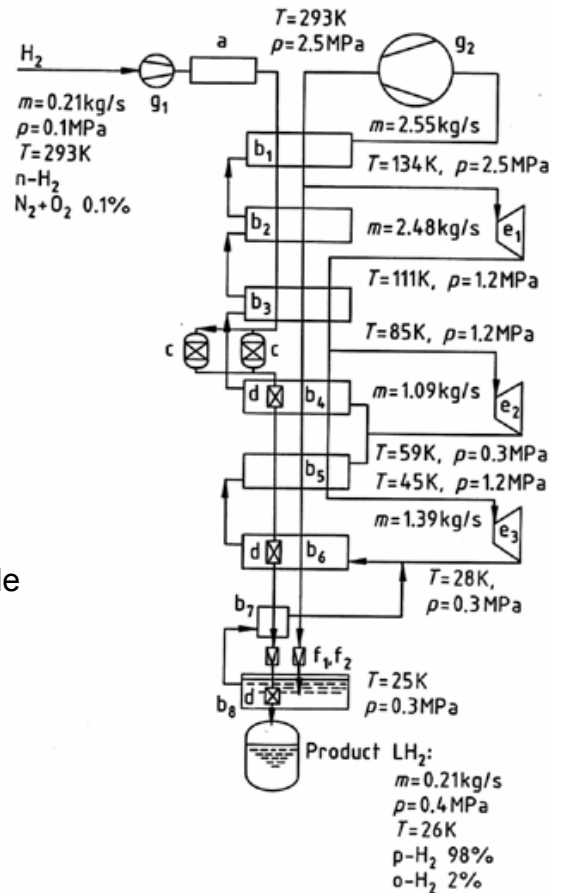 T=293K
p=2.5MPa
H₂
a
g₁
g₂
ṁ=0.21kg/s
p=0.1MPa
T=293K
n-H₂
N₂+O₂ 0.1%
ṁ=2.55kg/s
b₁
T=134K, p=2.5MPa
b₂
ṁ=2.48kg/s
e₁
T=111K, p=1.2MPa
b₃
T=85K, p=1.2MPa
c
c
d
b₄
ṁ=1.09kg/s
e₂
T=59K, p=0.3MPa
b₅
T=45K, p=1.2MPa
ṁ=1.39kg/s
e₃
d
b₆
le
T=28K,
p=0.3MPa
b₇
f₁,f₂
T=25K
p=0.3MPa
d
b₈
Product LH₂:
ṁ=0.21kg/s
p=0.4MPa
T=26K
p-H₂ 98%
o-H₂ 2%